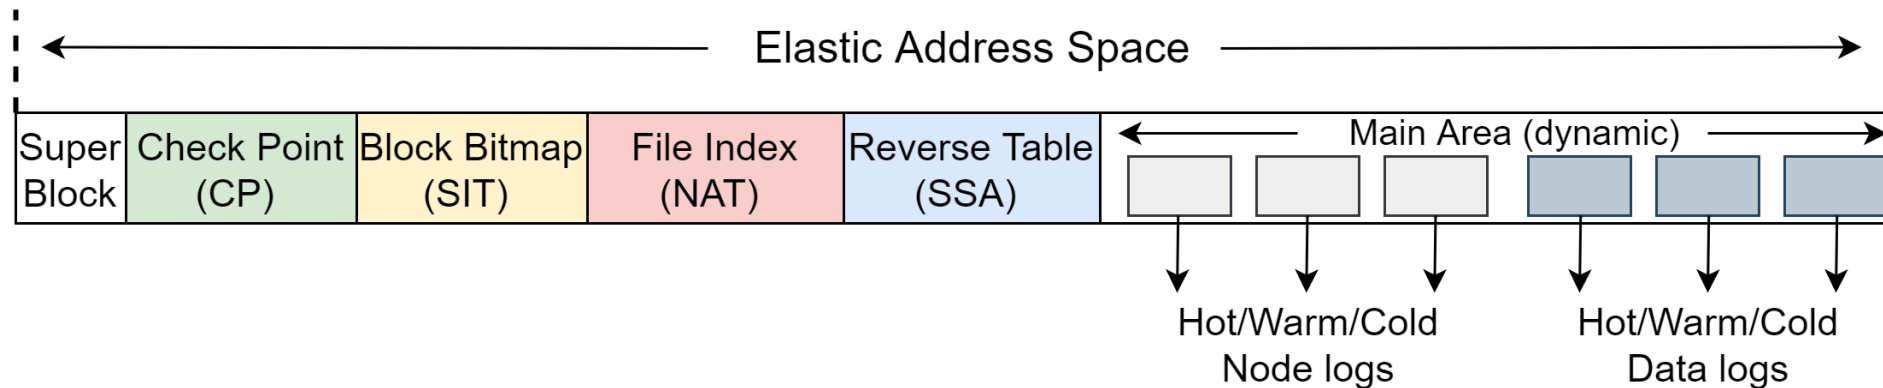 Elastic Address Space
Super
Block
Check Point
(CP)
Block Bitmap
(SIT)
File Index
(NAT)
Reverse Table
(SSA)
Main Area (dynamic)
Hot/Warm/Cold
Node logs
Hot/Warm/Cold
Data logs